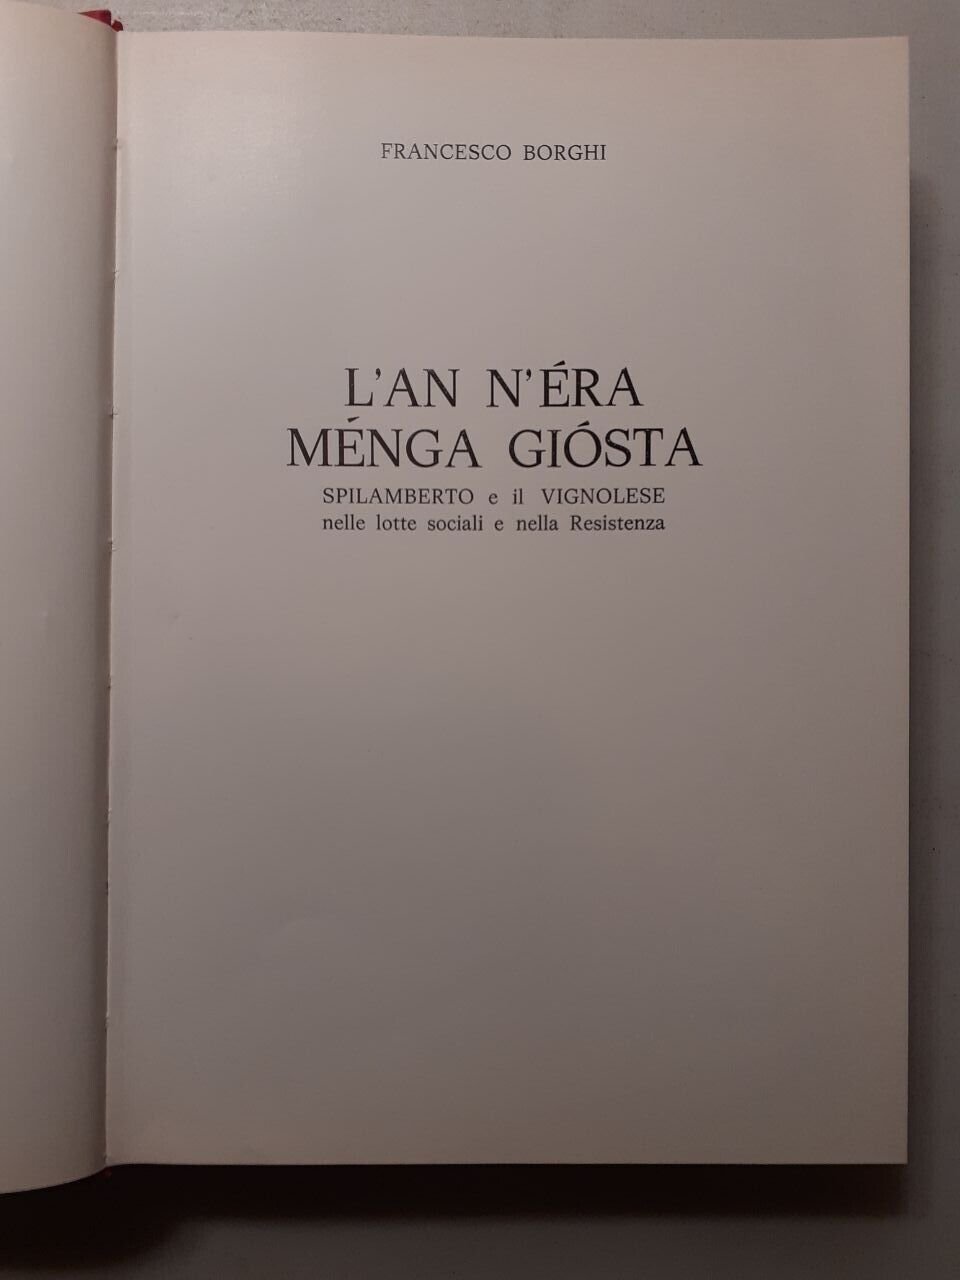 FRANCESCO BORGHI
L'AN N'ÉRA
MÉNGA GIÓSTA
SPILAMBERTO e il VIGNOLESE
nelle lotte sociali e nella Resistenza